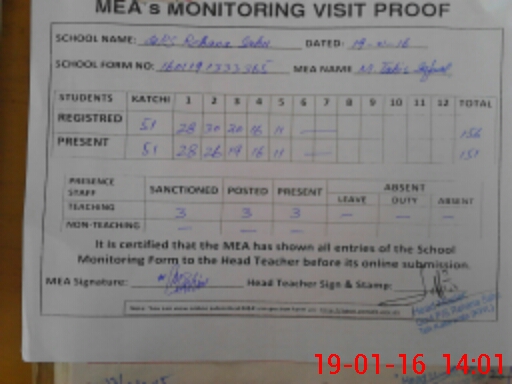 MEA's MONITORING VISIT PROOF
SCHOOL NAME: GPS Rohana DATED: 19-01-16
SCHOOL FORM NO: MEA NAME M.
STUDENTS KATCHI 1 2 3 4 5 6 7 8 9 10 11 12 TOTAL
REGISTRED 51 28 30 20 16 11 — 156
PRESENT 51 28 26 19 16 11 — 151
PRESENCE STAFF SANCTIONED POSTED PRESENT ABSENT
LEAVE DUTY ABSENT
TEACHING 3 3 3 — — —
NON-TEACHING — — —
It is certified that the MEA has shown all entries of the School
Monitoring Form to the Head Teacher before its online submission.
MEA Signature: Head Teacher Sign & Stamp:
19-01-16 14:01